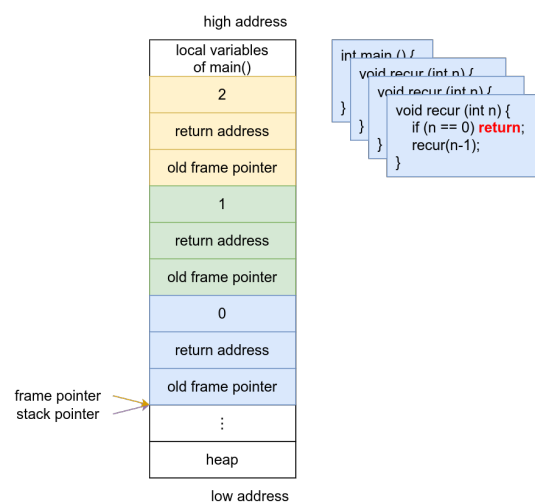 high address
local variables
of main()
2
return address
old frame pointer
1
return address
old frame pointer
0
return address
old frame pointer
⋮
heap
low address
frame pointer
stack pointer
int main () {
}
void recur (int n) {
}
void recur (int n) {
}
void recur (int n) {
if (n == 0) return;
recur(n-1);
}